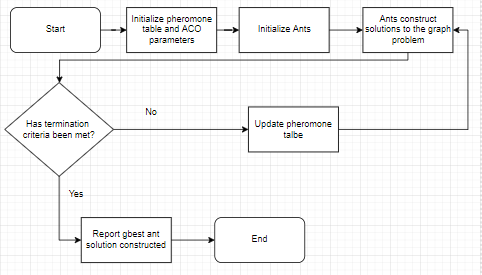 Start
Initialize pheromone
table and ACO
parameters
Initialize Ants
Ants construct
solutions to the graph
problem
Has termination
criteria been met?
No
Update pheromone
talbe
Yes
Report gbest ant
solution constructed
End